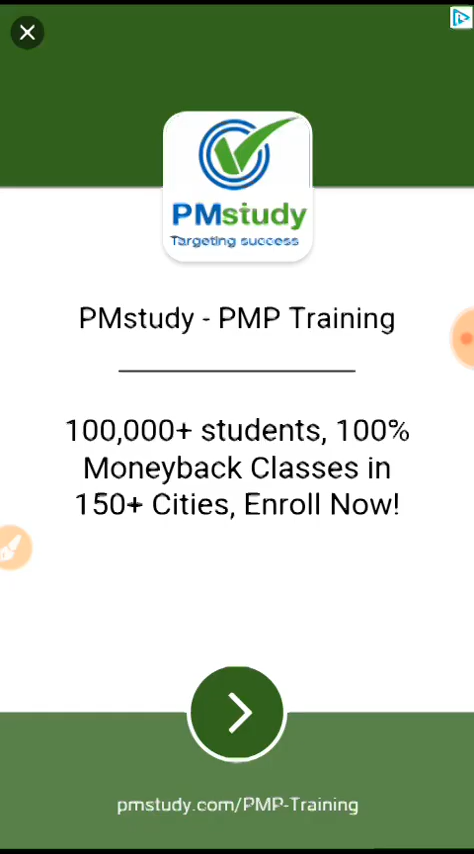 PMstudy
Targeting success
PMstudy - PMP Training
100,000+ students, 100%
Moneyback Classes in
150+ Cities, Enroll Now!
pmstudy.com/PMP-Training